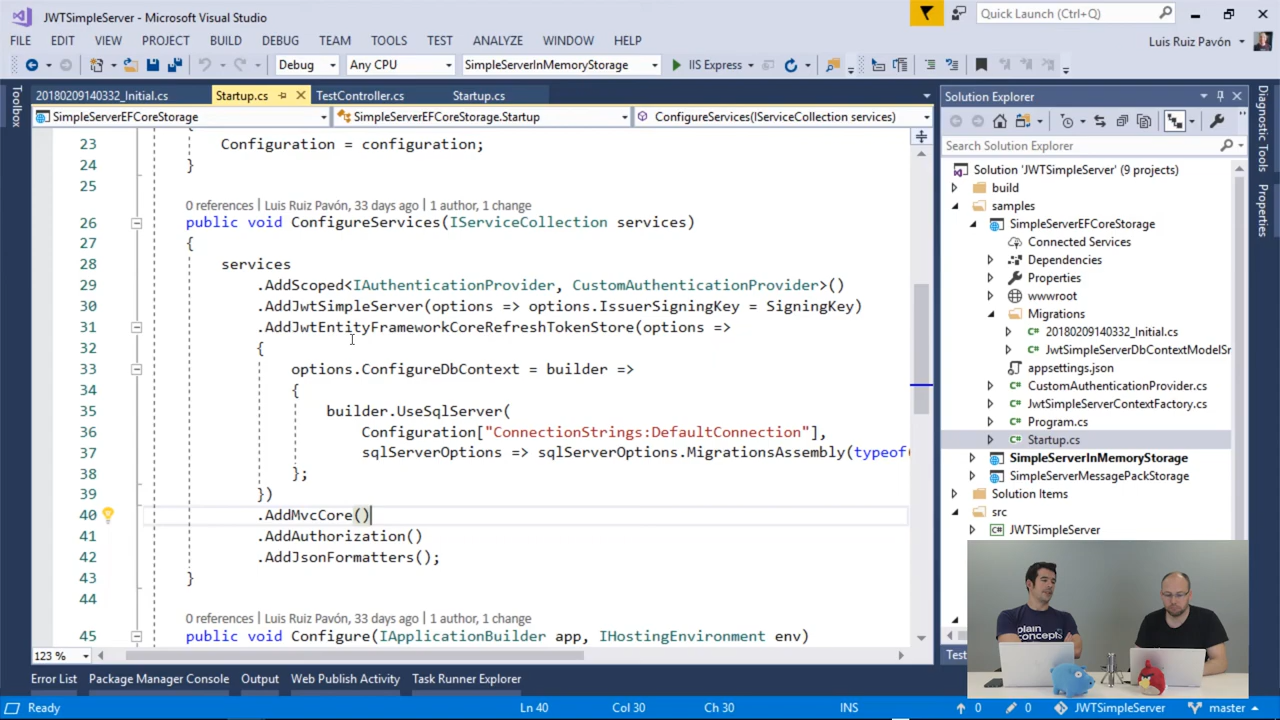 JWTSimpleServer - Microsoft Visual Studio
Quick Launch (Ctrl+Q)
FILE EDIT VIEW PROJECT BUILD DEBUG TEAM TOOLS TEST ANALYZE WINDOW HELP
Luis Ruiz Pavón
Debug Any CPU SimpleServerInMemoryStorage IIS Express
Toolbox
20180209140332_Initial.cs Startup.cs TestController.cs Startup.cs
SimpleServerEFCoreStorage SimpleServerEFCoreStorage.Startup ConfigureServices(IServiceCollection services)
{
23 Configuration = configuration;
24 }
25
0 references | Luis Ruiz Pavón, 33 days ago | 1 author, 1 change
26 public void ConfigureServices(IServiceCollection services)
27 {
28 services
29 .AddScoped<IAuthenticationProvider, CustomAuthenticationProvider>()
30 .AddJwtSimpleServer(options => options.IssuerSigningKey = SigningKey)
31 .AddJwtEntityFrameworkCoreRefreshTokenStore(options =>
32 {
33 options.ConfigureDbContext = builder =>
34 {
35 builder.UseSqlServer(
36 Configuration["ConnectionStrings:DefaultConnection"],
37 sqlServerOptions => sqlServerOptions.MigrationsAssembly(typeof(
38 };
39 })
40 .AddMvcCore()
41 .AddAuthorization()
42 .AddJsonFormatters();
43 }
44
0 references | Luis Ruiz Pavón, 33 days ago | 1 author, 1 change
45 public void Configure(IApplicationBuilder app, IHostingEnvironment env)
123 %
Solution Explorer
Search Solution Explorer
Solution 'JWTSimpleServer' (9 projects)
build
samples
SimpleServerEFCoreStorage
Connected Services
Dependencies
Properties
wwwroot
Migrations
20180209140332_Initial.cs
JwtSimpleServerDbContextModelSr
appsettings.json
CustomAuthenticationProvider.cs
JwtSimpleServerContextFactory.cs
Program.cs
Startup.cs
SimpleServerInMemoryStorage
SimpleServerMessagePackStorage
Solution Items
src
JWTSimpleServer
Diagnostic Tools
Properties
plain
concepts
Error List Package Manager Console Output Web Publish Activity Task Runner Explorer
Ready Ln 40 Col 30 Ch 30 INS 0 0 JWTSimpleServer master